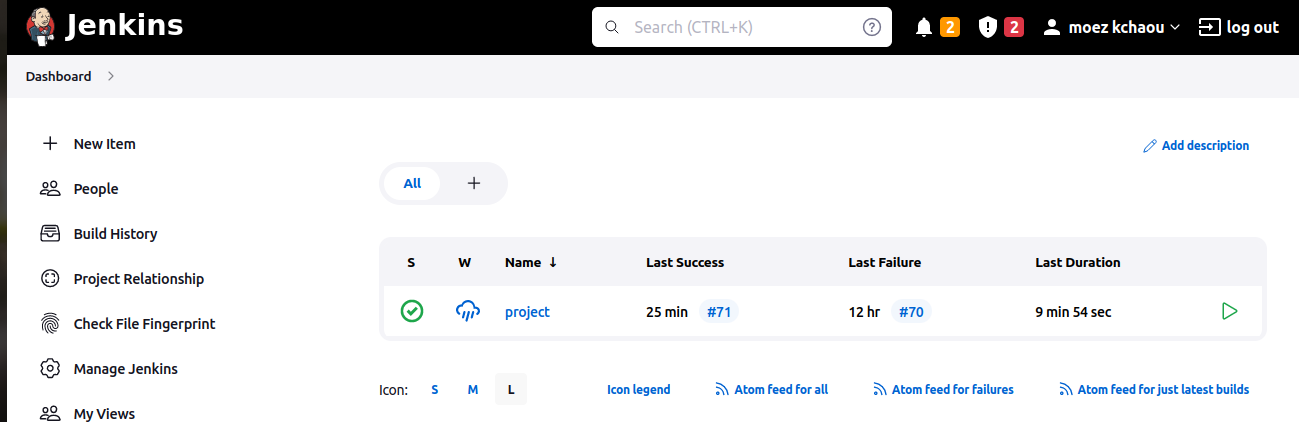 Jenkins
Search (CTRL+K)
2
2
moez kchaou
log out
Dashboard
New Item
People
Build History
Project Relationship
Check File Fingerprint
Manage Jenkins
My Views
Add description
All +
S W Name ↓ Last Success Last Failure Last Duration
project 25 min #71 12 hr #70 9 min 54 sec
Icon: S M L Icon legend Atom feed for all Atom feed for failures Atom feed for just latest builds